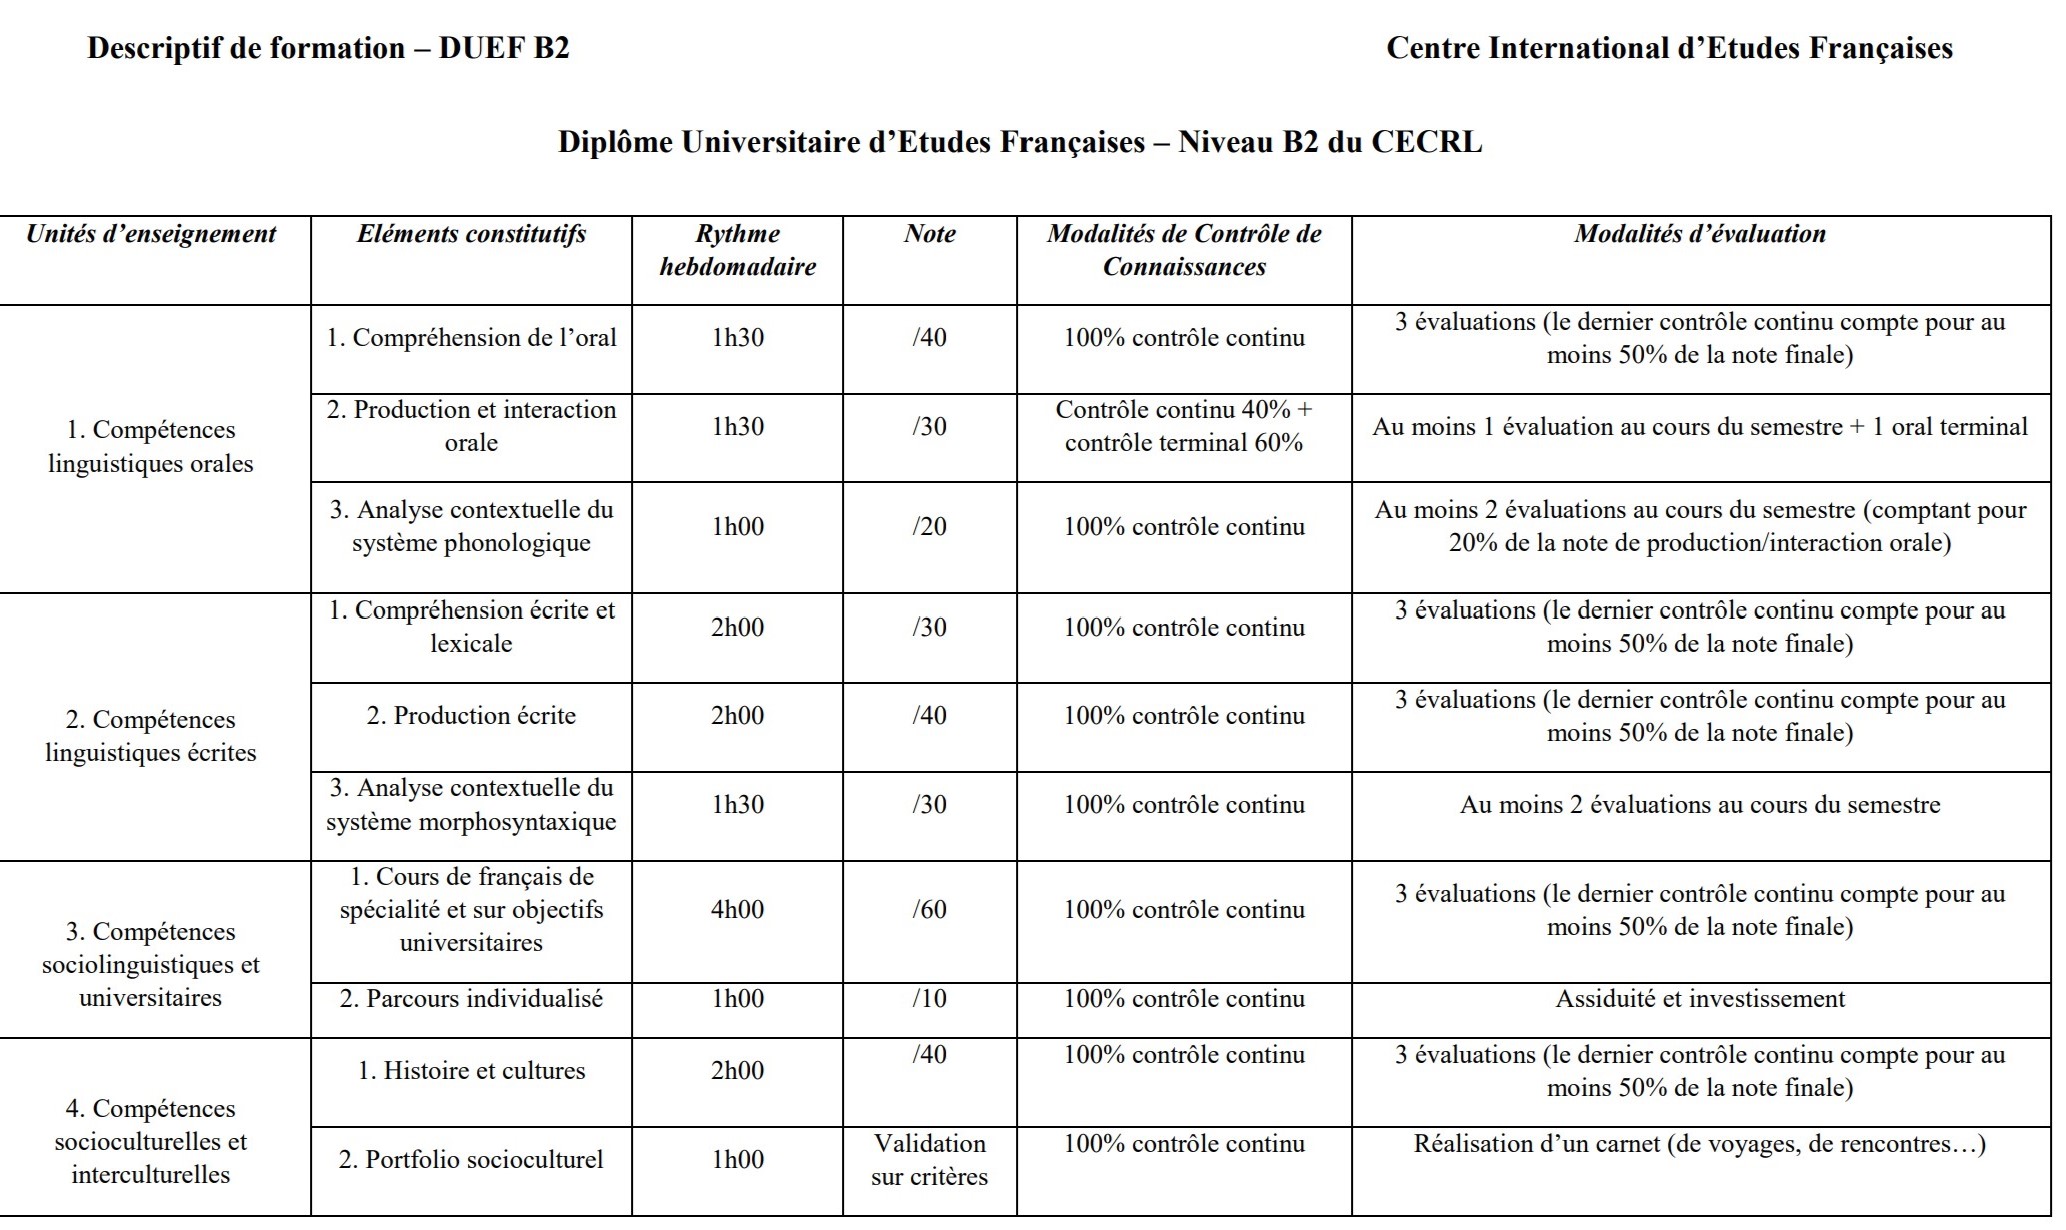 Descriptif de formation – DUEF B2
Centre International d’Etudes Françaises
Diplôme Universitaire d’Etudes Françaises – Niveau B2 du CECRL
Unités d’enseignement
Eléments constitutifs
Rythme
hebdomadaire
Note
Modalités de Contrôle de
Connaissances
Modalités d’évaluation
1. Compétences
linguistiques orales
1. Compréhension de l’oral
1h30
/40
100% contrôle continu
3 évaluations (le dernier contrôle continu compte pour au
moins 50% de la note finale)
2. Production et interaction
orale
1h30
/30
Contrôle continu 40% +
contrôle terminal 60%
Au moins 1 évaluation au cours du semestre + 1 oral terminal
3. Analyse contextuelle du
système phonologique
1h00
/20
100% contrôle continu
Au moins 2 évaluations au cours du semestre (comptant pour
20% de la note de production/interaction orale)
2. Compétences
linguistiques écrites
1. Compréhension écrite et
lexicale
2h00
/30
100% contrôle continu
3 évaluations (le dernier contrôle continu compte pour au
moins 50% de la note finale)
2. Production écrite
2h00
/40
100% contrôle continu
3 évaluations (le dernier contrôle continu compte pour au
moins 50% de la note finale)
3. Analyse contextuelle du
système morphosyntaxique
1h30
/30
100% contrôle continu
Au moins 2 évaluations au cours du semestre
3. Compétences
sociolinguistiques et
universitaires
1. Cours de français de
spécialité et sur objectifs
universitaires
4h00
/60
100% contrôle continu
3 évaluations (le dernier contrôle continu compte pour au
moins 50% de la note finale)
2. Parcours individualisé
1h00
/10
100% contrôle continu
Assiduité et investissement
4. Compétences
socioculturelles et
interculturelles
1. Histoire et cultures
2h00
/40
100% contrôle continu
3 évaluations (le dernier contrôle continu compte pour au
moins 50% de la note finale)
2. Portfolio socioculturel
1h00
Validation
sur critères
100% contrôle continu
Réalisation d’un carnet (de voyages, de rencontres…)